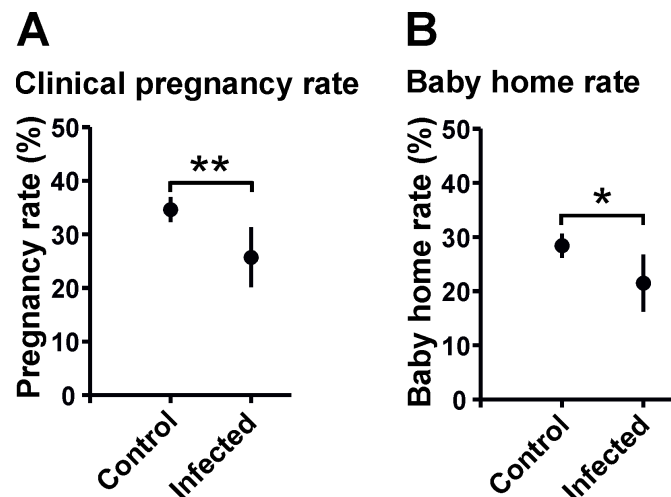 A
Clinical pregnancy rate
Pregnancy rate (%)
50
40
30
20
10
0
**
Control
Infected
B
Baby home rate
Baby home rate (%)
50
40
30
20
10
0
*
Control
Infected